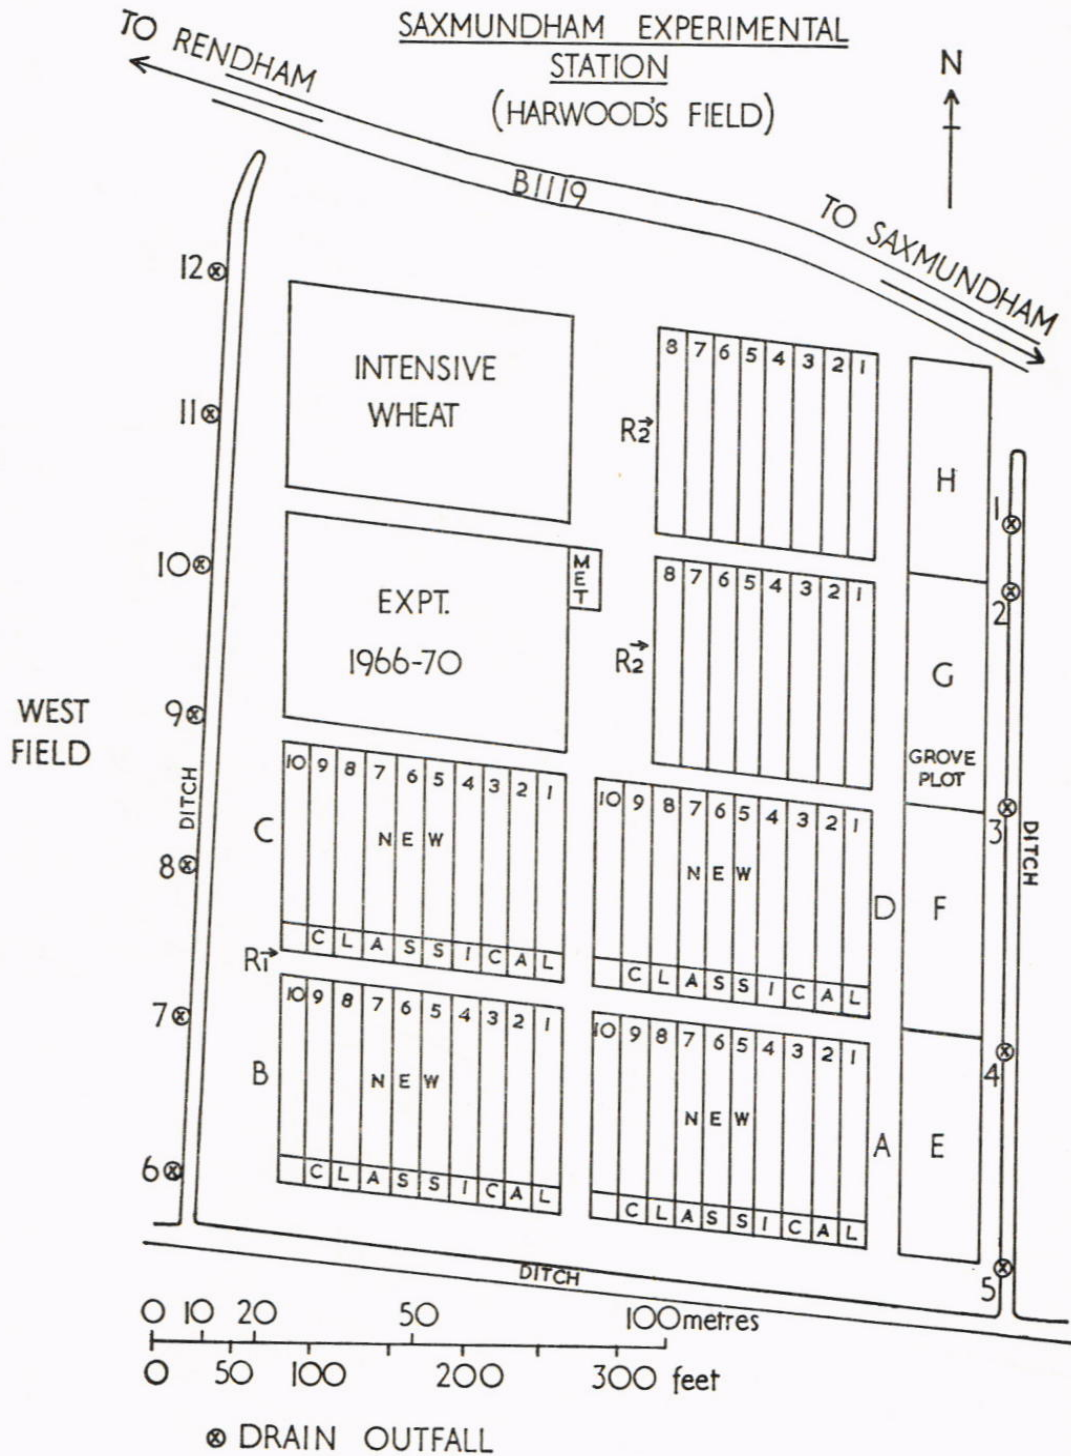 SAXMUNDHAM EXPERIMENTAL
STATION
(HARWOOD'S FIELD)
N
TO RENDHAM
B1119
TO SAXMUNDHAM
12
11
10
9
8
7
6
WEST
FIELD
DITCH
INTENSIVE
WHEAT
EXPT.
1966-70
MET
R2
8 7 6 5 4 3 2 1
R2
8 7 6 5 4 3 2 1
H
G
GROVE
PLOT
F
E
1
2
3
4
5
DITCH
C
10 9 8 7 6 5 4 3 2 1
NEW
CLASSICAL
D
10 9 8 7 6 5 4 3 2 1
NEW
CLASSICAL
R1
B
10 9 8 7 6 5 4 3 2 1
NEW
CLASSICAL
A
10 9 8 7 6 5 4 3 2 1
NEW
CLASSICAL
DITCH
0 10 20 50 100 metres
0 50 100 200 300 feet
⊗ DRAIN OUTFALL